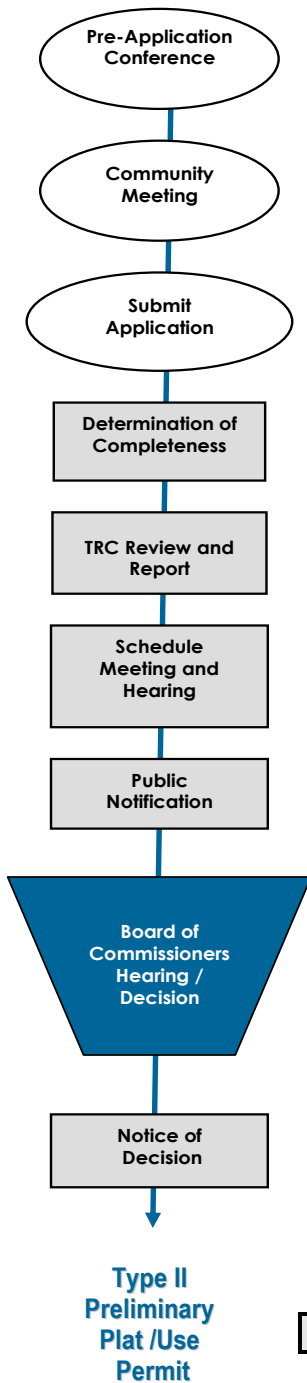 Pre-Application
Conference
Community
Meeting
Submit
Application
Determination of
Completeness
TRC Review and
Report
Schedule
Meeting and
Hearing
Public
Notification
Board of
Commissioners
Hearing /
Decision
Notice of
Decision
Type II
Preliminary
Plat /Use
Permit